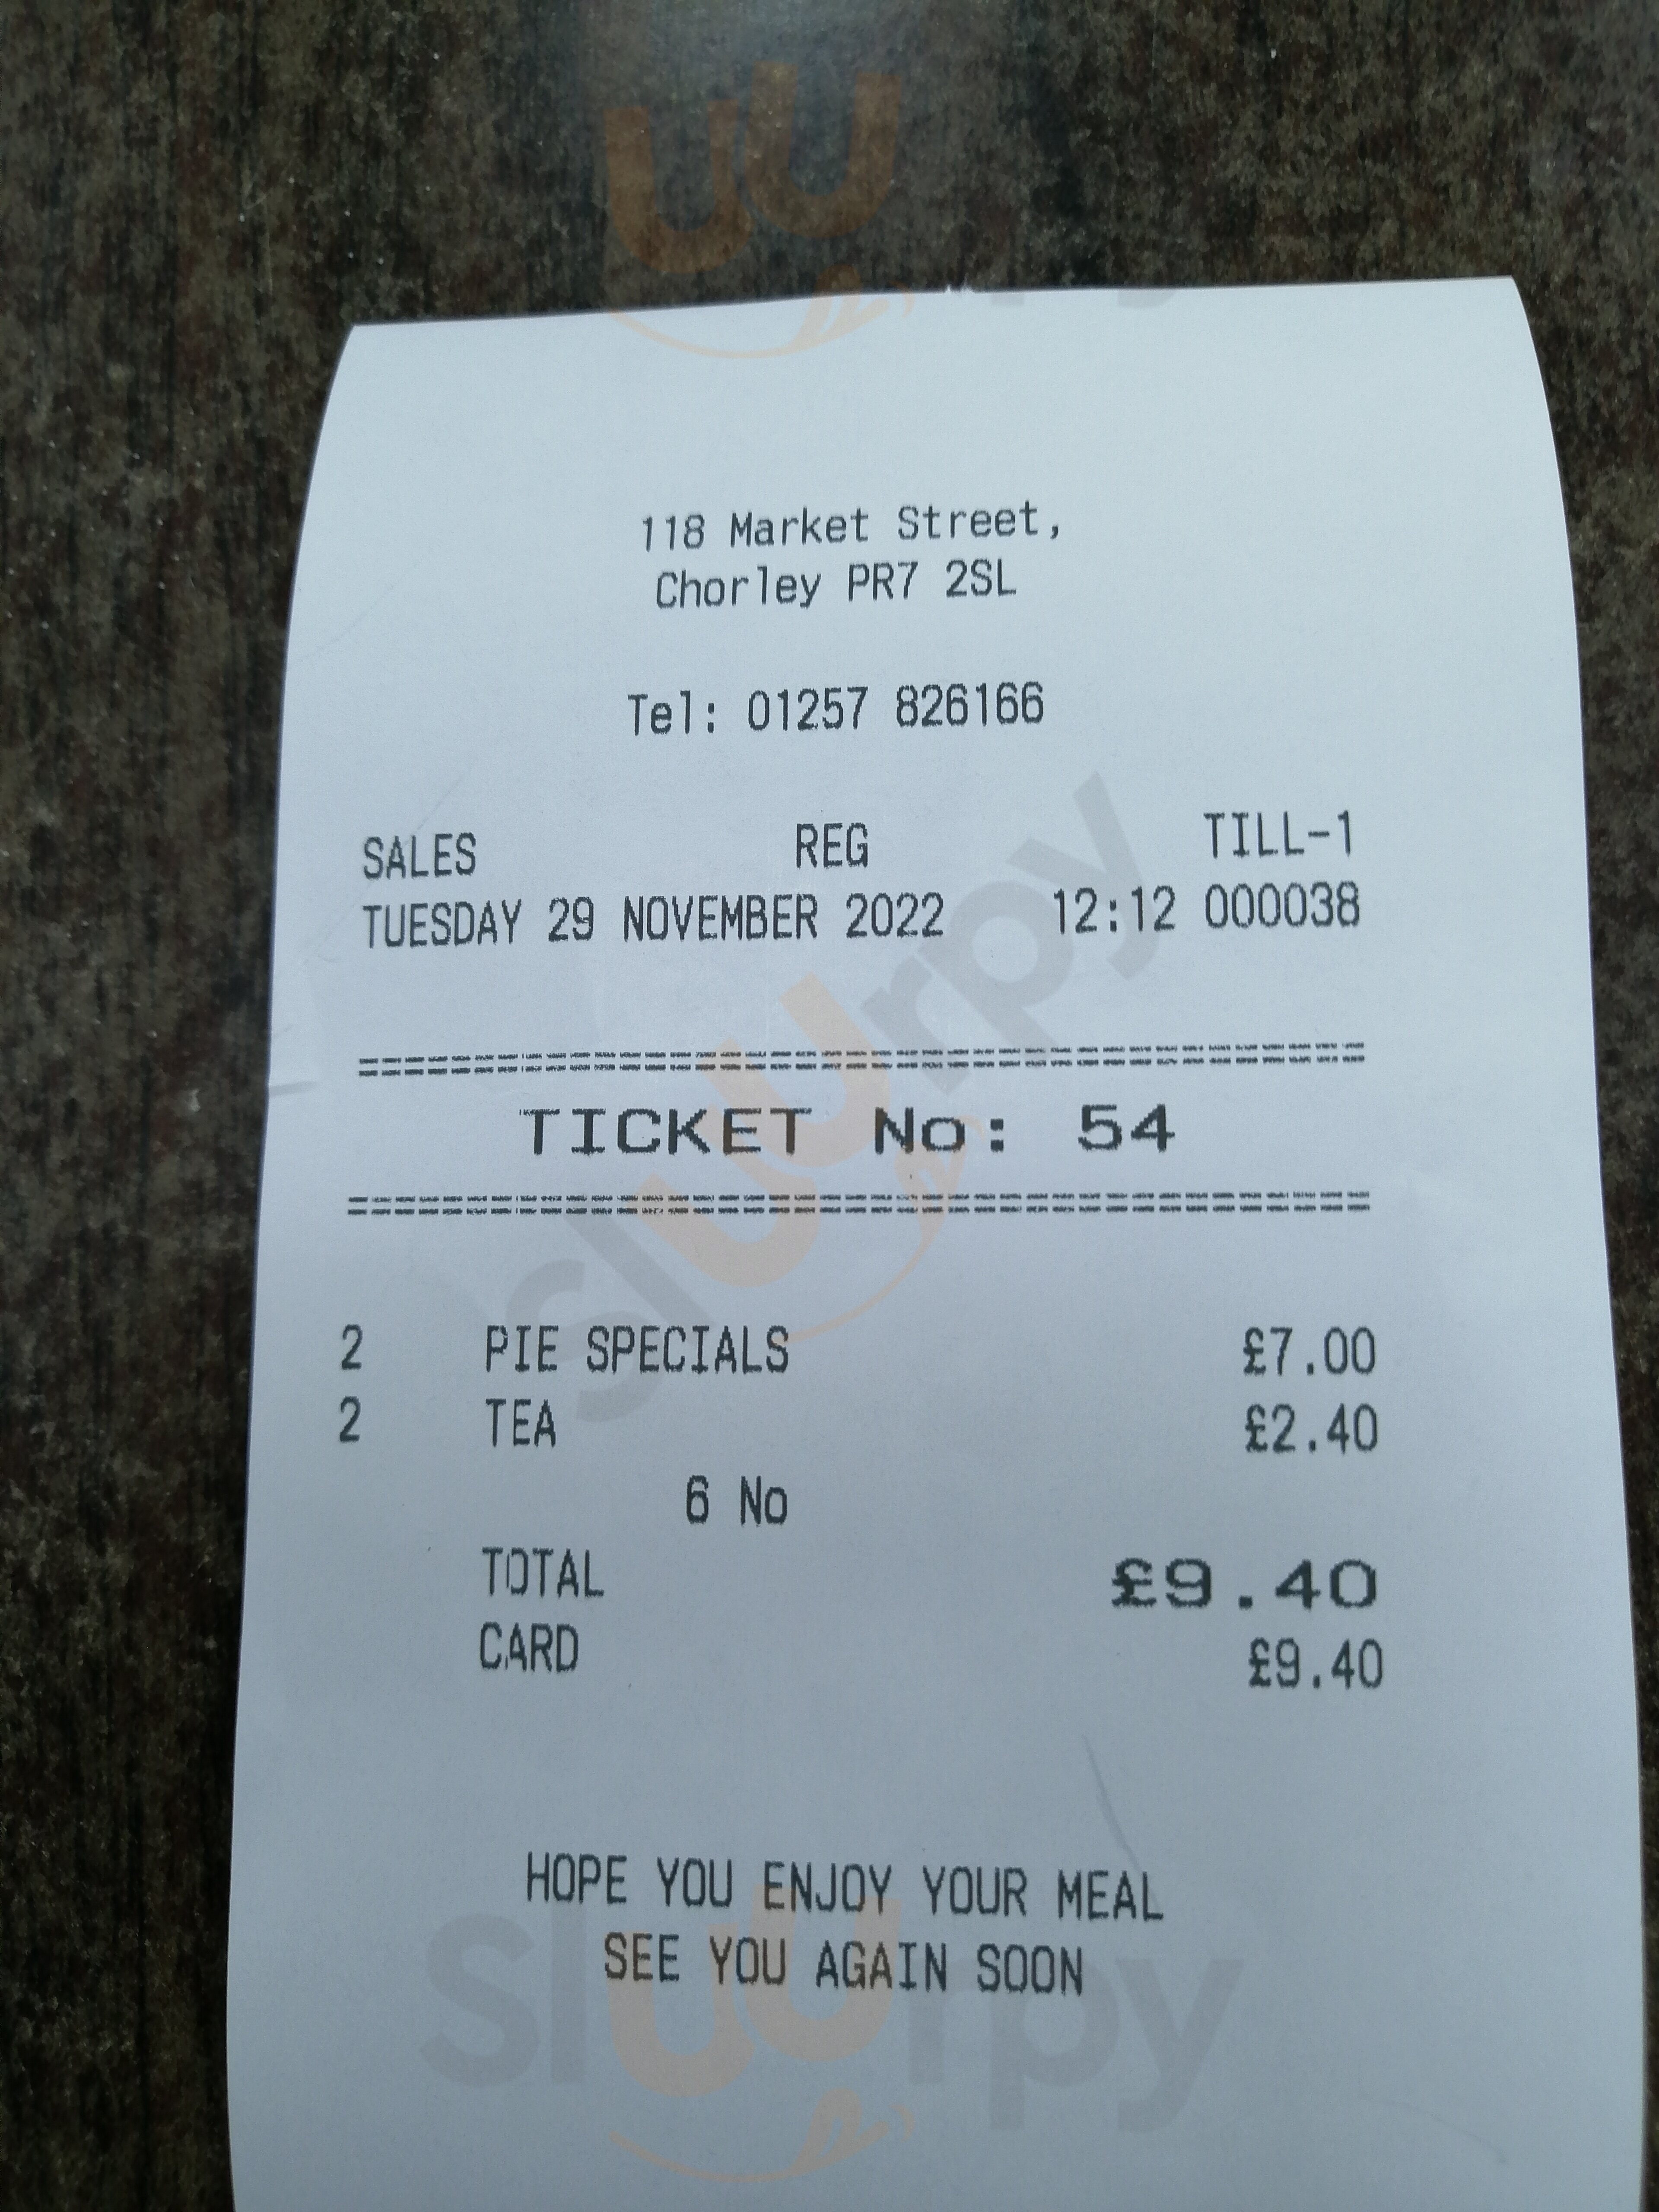 118 Market Street,
Chorley PR7 2SL
Tel: 01257 826166
SALES REG TILL-1
TUESDAY 29 NOVEMBER 2022 12:12 000038
TICKET No: 54
2 PIE SPECIALS £7.00
2 TEA £2.40
6 No
TOTAL £9.40
CARD £9.40
HOPE YOU ENJOY YOUR MEAL
SEE YOU AGAIN SOON
sluurpy
sluurpy